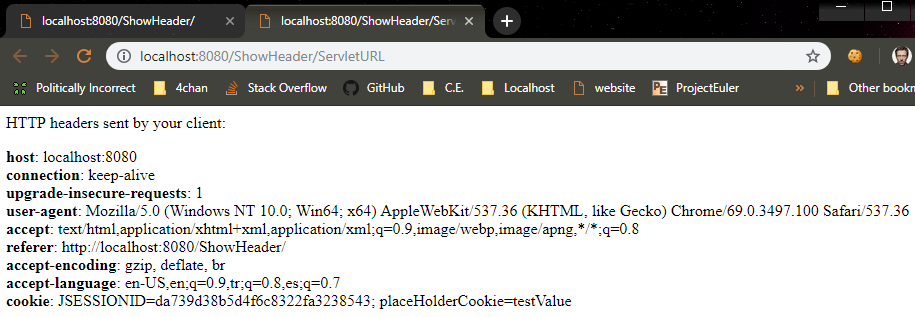 localhost:8080/ShowHeader/
localhost:8080/ShowHeader/Serv
localhost:8080/ShowHeader/ServletURL
Politically Incorrect 4chan Stack Overflow GitHub C.E. Localhost website ProjectEuler » Other bookm
HTTP headers sent by your client:
host: localhost:8080
connection: keep-alive
upgrade-insecure-requests: 1
user-agent: Mozilla/5.0 (Windows NT 10.0; Win64; x64) AppleWebKit/537.36 (KHTML, like Gecko) Chrome/69.0.3497.100 Safari/537.36
accept: text/html,application/xhtml+xml,application/xml;q=0.9,image/webp,image/apng,*/*;q=0.8
referer: http://localhost:8080/ShowHeader/
accept-encoding: gzip, deflate, br
accept-language: en-US,en;q=0.9,tr;q=0.8,es;q=0.7
cookie: JSESSIONID=da739d38b5d4f6c8322fa3238543; placeHolderCookie=testValue